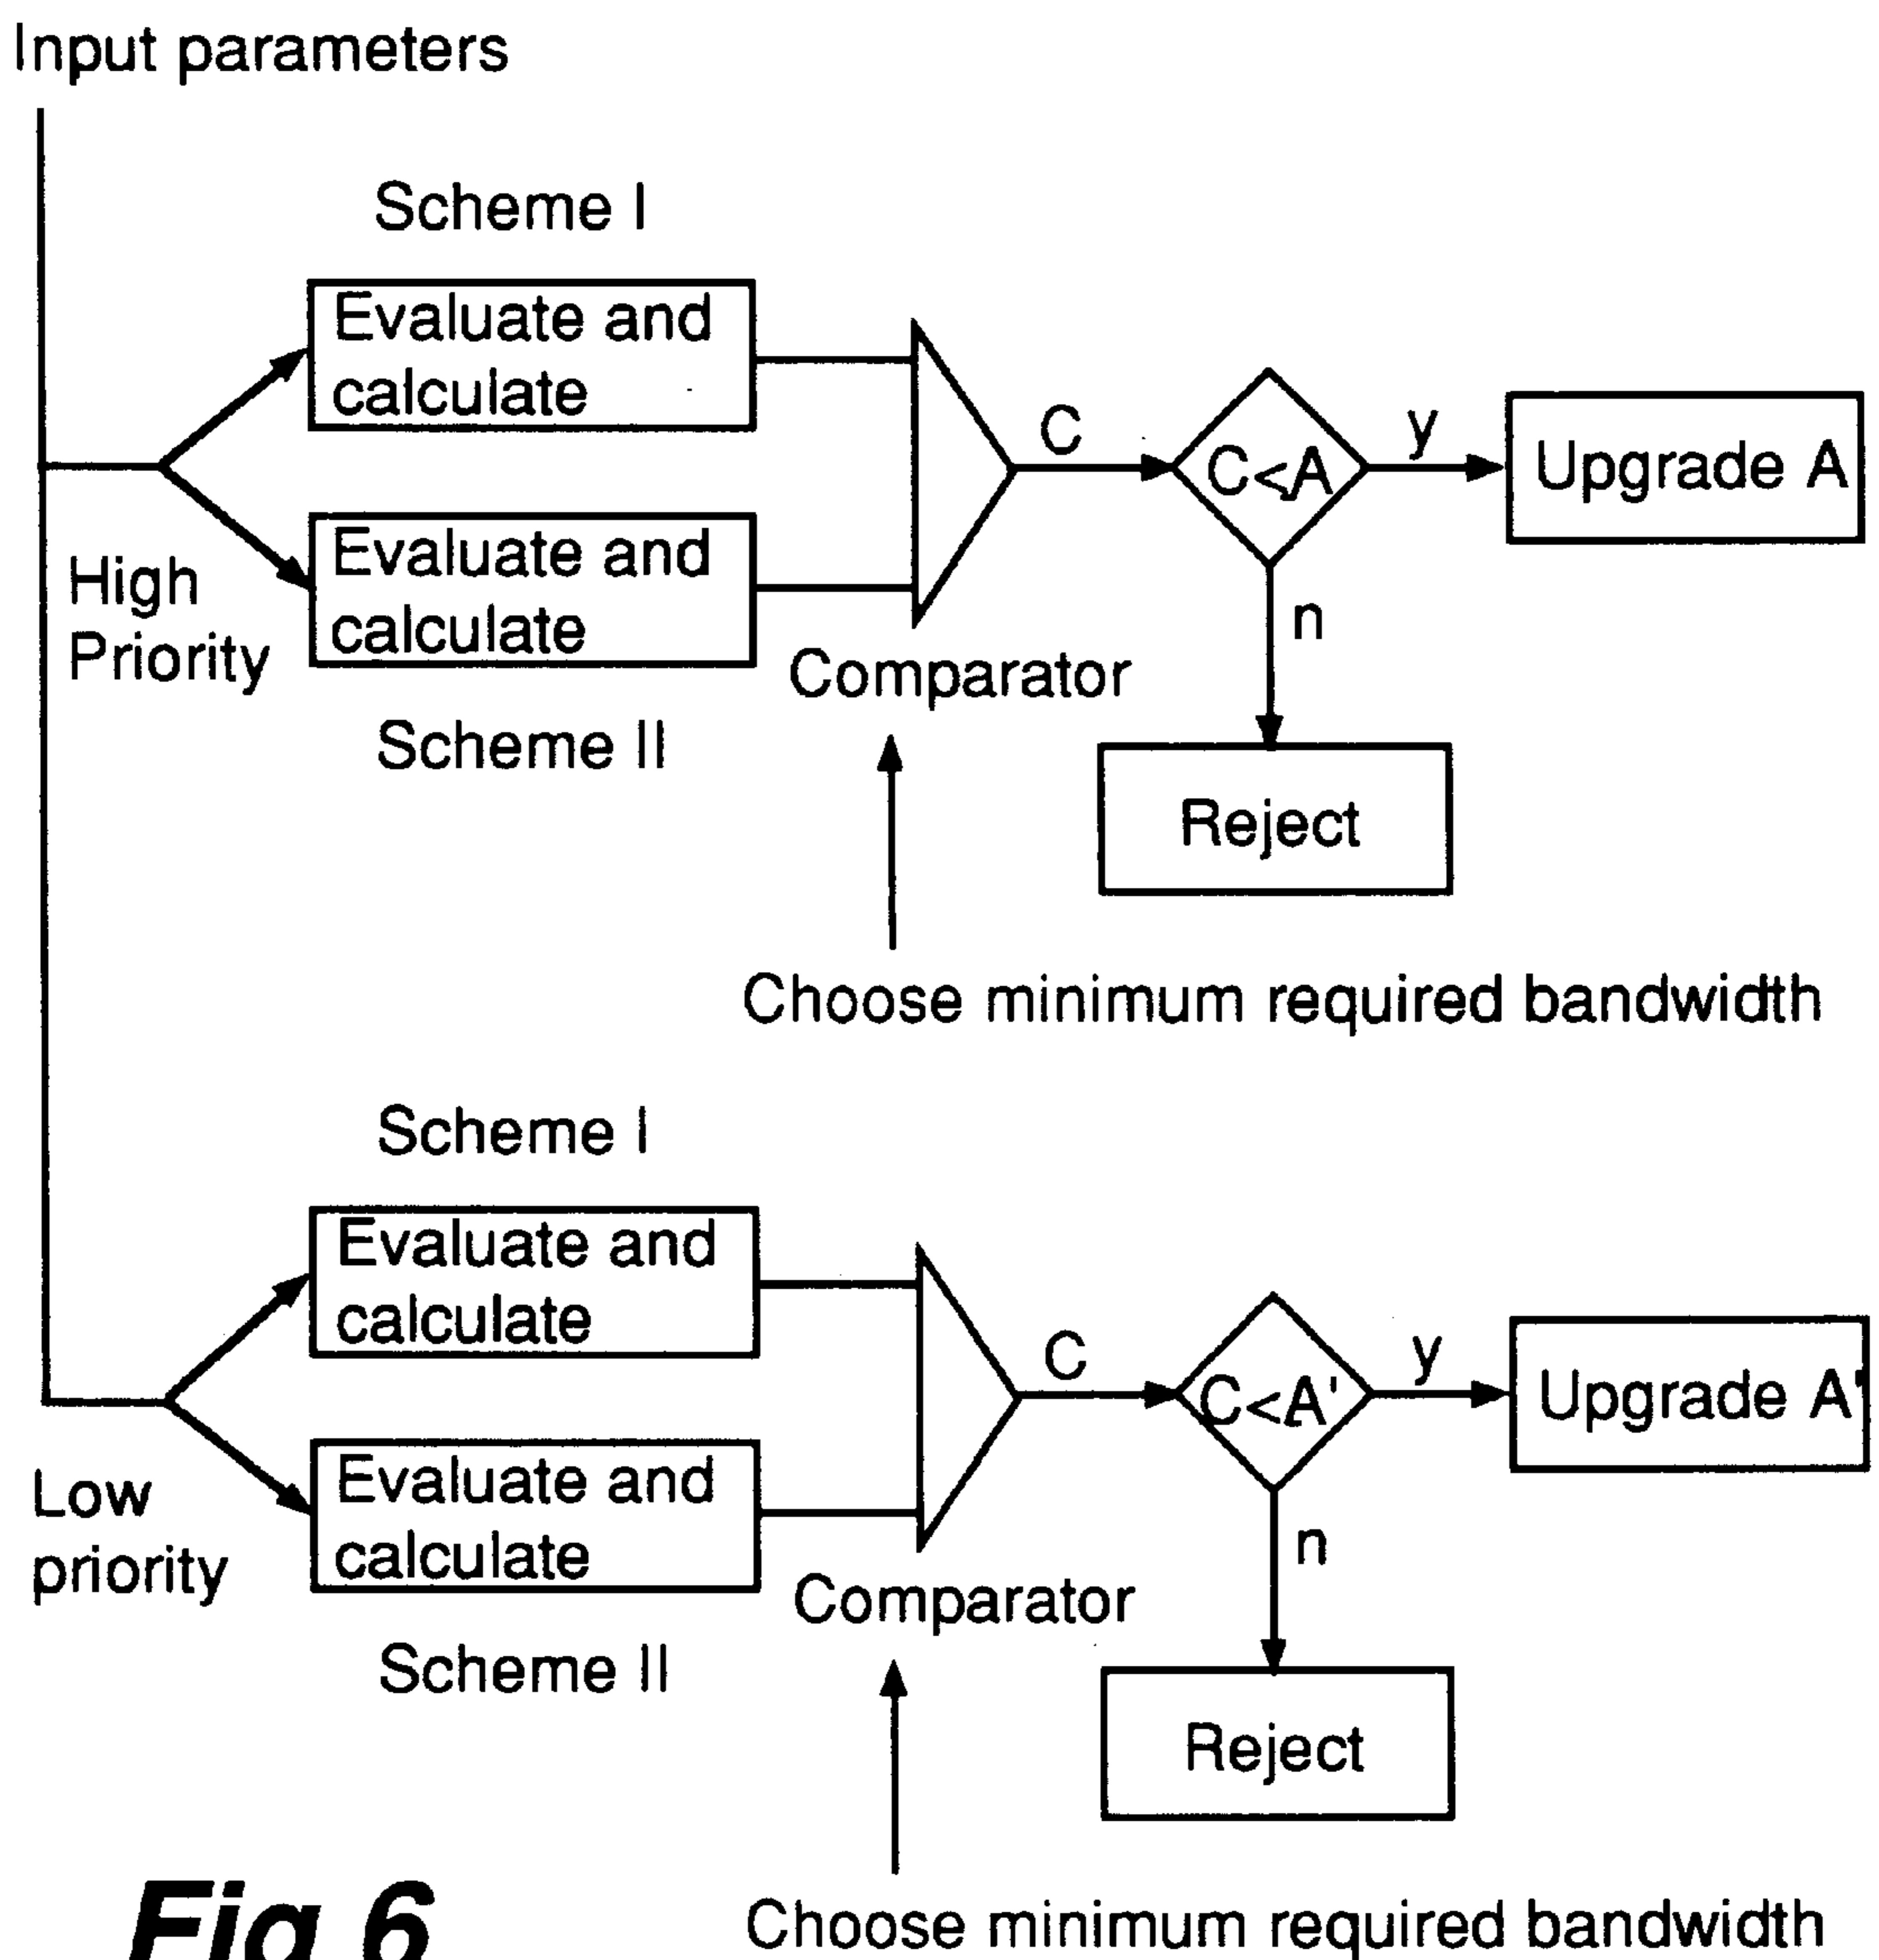 Input parameters
Scheme I
Evaluate and
calculate
C
C<A
y
Upgrade A
High
Priority
Evaluate and
calculate
n
Comparator
Scheme II
Reject
Choose minimum required bandwidth
Scheme I
Evaluate and
calculate
C
C<A'
y
Upgrade A'
Low
priority
Evaluate and
calculate
n
Comparator
Scheme II
Reject
Choose minimum required bandwidth
Fig 6